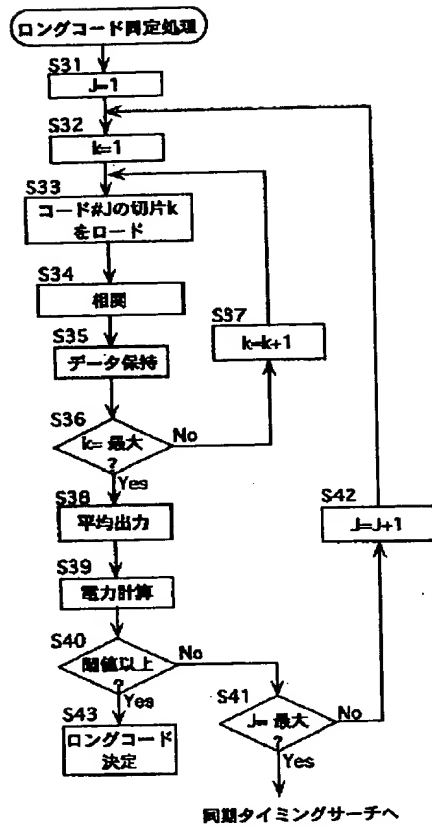 ロングコード同定処理
S31
J=1
S32
k=1
S33
コード#Jの切片k
をロード
S34
相関
S35
データ保持
S37
k=k+1
S36
k= 最大
?
No
Yes
S38
平均出力
S42
J=J+1
S39
電力計算
S40
閾値以上
?
No
Yes
S41
J= 最大
?
No
Yes
S43
ロングコード
決定
同期タイミングサーチへ